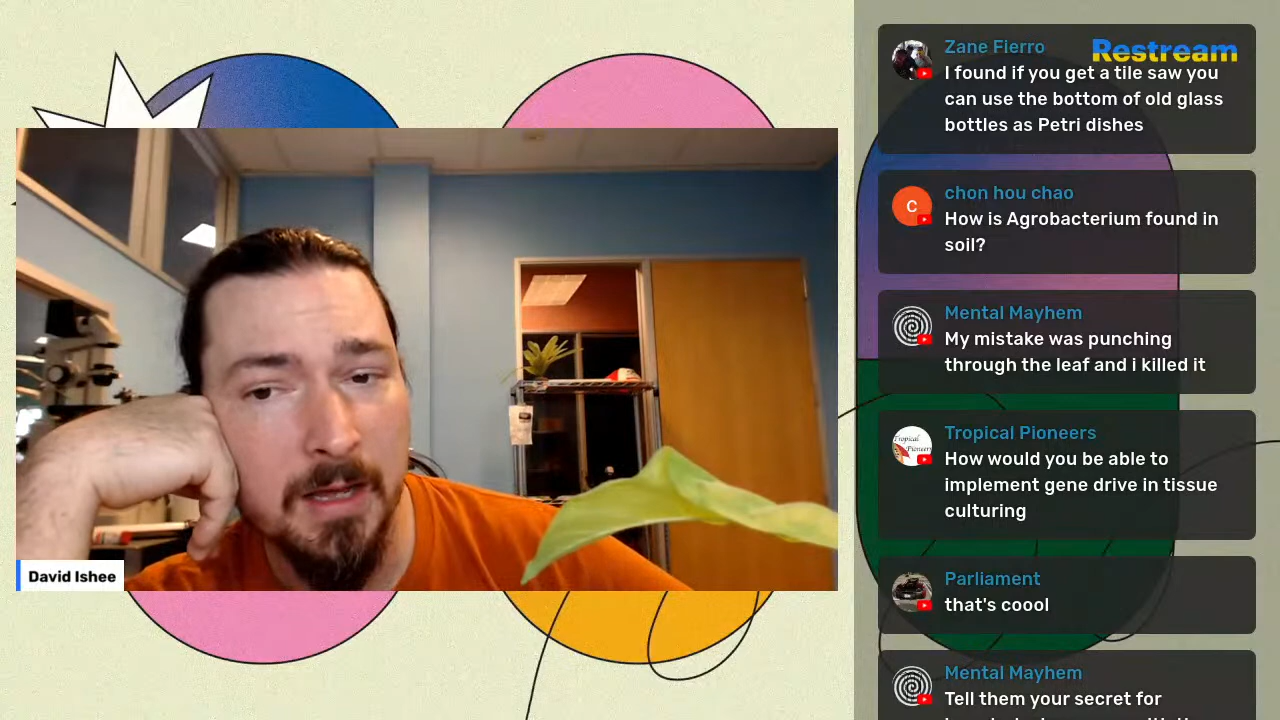 Restream
Zane Fierro
I found if you get a tile saw you
can use the bottom of old glass
bottles as Petri dishes
C
chon hou chao
How is Agrobacterium found in
soil?
Mental Mayhem
My mistake was punching
through the leaf and i killed it
Tropical Pioneers
How would you be able to
implement gene drive in tissue
culturing
Parliament
that's coool
Mental Mayhem
Tell them your secret for
David Ishee